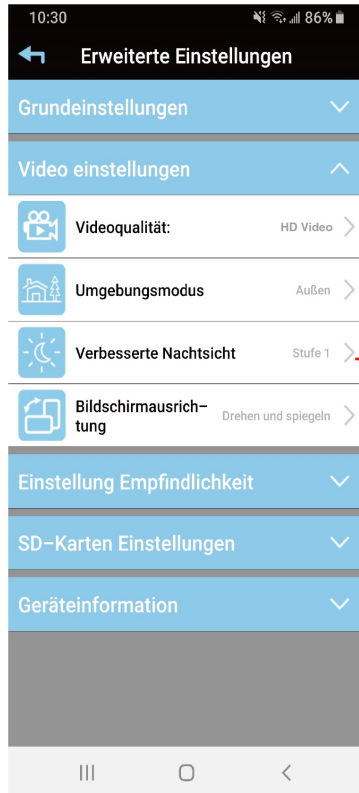 10:30 86%
Erweiterte Einstellungen
Grundeinstellungen
Video einstellungen
Videoqualität: HD Video
Umgebungsmodus Außen
Verbesserte Nachtsicht Stufe 1
Bildschirmausrich-
tung Drehen und spiegeln
Einstellung Empfindlichkeit
SD-Karten Einstellungen
Geräteinformation